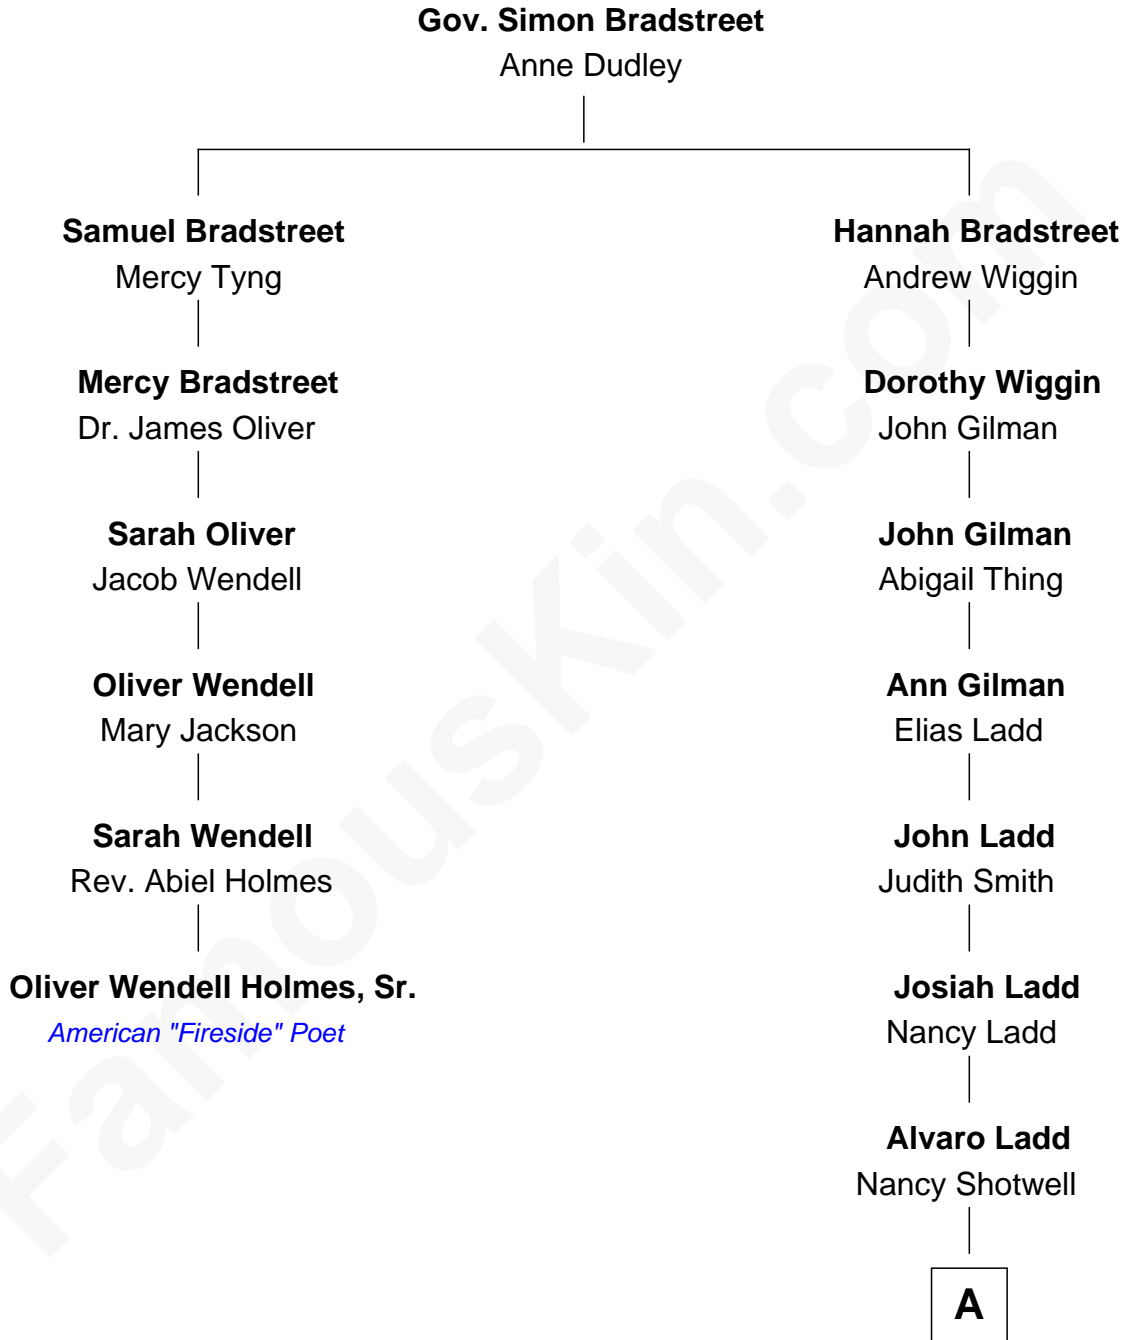 Gov. Simon Bradstreet
Anne Dudley
Samuel Bradstreet
Mercy Tyng
Mercy Bradstreet
Dr. James Oliver
Sarah Oliver
Jacob Wendell
Oliver Wendell
Mary Jackson
Sarah Wendell
Rev. Abiel Holmes
Oliver Wendell Holmes, Sr.
American "Fireside" Poet
Hannah Bradstreet
Andrew Wiggin
Dorothy Wiggin
John Gilman
John Gilman
Abigail Thing
Ann Gilman
Elias Ladd
John Ladd
Judith Smith
Josiah Ladd
Nancy Ladd
Alvaro Ladd
Nancy Shotwell
A
FamousKin.com